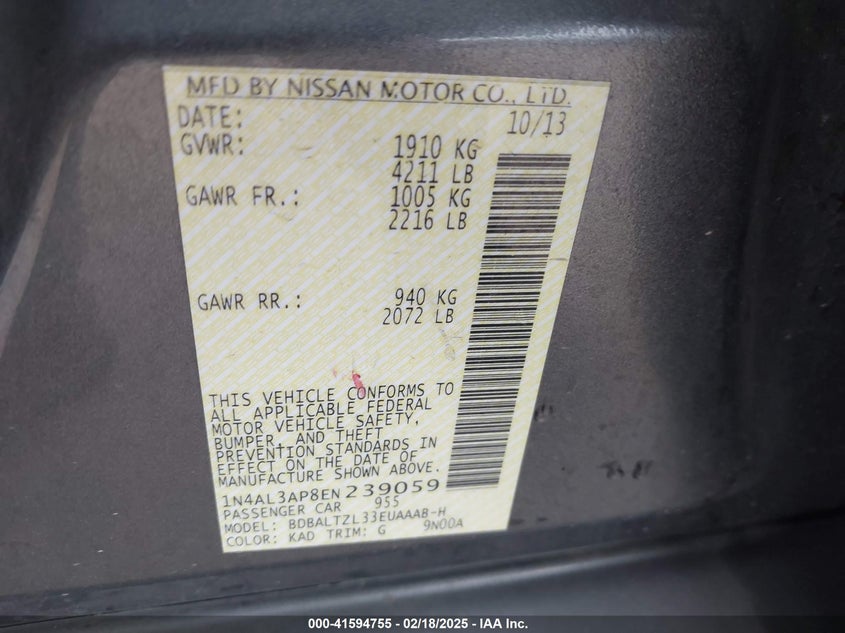 MFD BY NISSAN MOTOR CO., LTD.
DATE: 10/13
GVWR: 1910 KG
4211 LB
GAWR FR.: 1005 KG
2216 LB
GAWR RR.: 940 KG
2072 LB
THIS VEHICLE CONFORMS TO
ALL APPLICABLE FEDERAL
MOTOR VEHICLE SAFETY,
BUMPER, AND THEFT
PREVENTION STANDARDS IN
EFFECT ON THE DATE OF
MANUFACTURE SHOWN ABOVE.
1N4AL3AP8EN239059
PASSENGER CAR 955
MODEL: BDBALTZL33EUAAAB-H
COLOR: KAD TRIM: G 9N00A
000-41594755 — 02/18/2025 — IAA Inc.